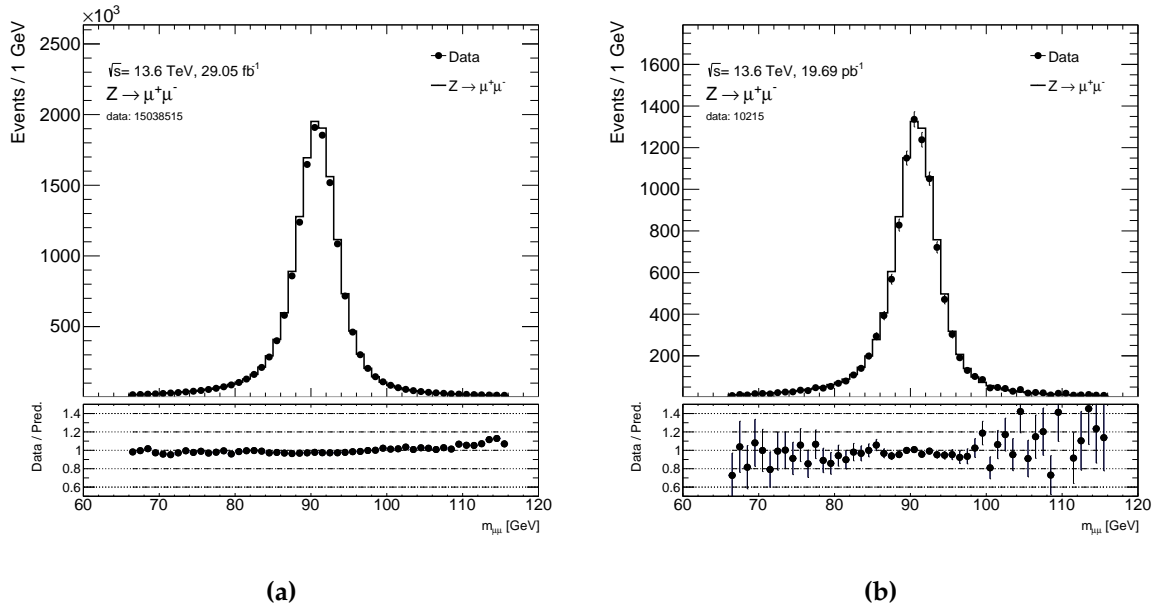 ×10³
Events / 1 GeV
2500
2000
1500
1000
500
√s= 13.6 TeV, 29.05 fb⁻¹
Z → μ⁺μ⁻
data: 15038515
Data
Z → μ⁺μ⁻
Data / Pred.
1.4
1.2
1
0.8
0.6
60 70 80 90 100 110 120
m_μμ [GeV]
(a)
Events / 1 GeV
1600
1400
1200
1000
800
600
400
200
√s= 13.6 TeV, 19.69 pb⁻¹
Z → μ⁺μ⁻
data: 10215
Data
Z → μ⁺μ⁻
Data / Pred.
1.4
1.2
1
0.8
0.6
60 70 80 90 100 110 120
m_μμ [GeV]
(b)